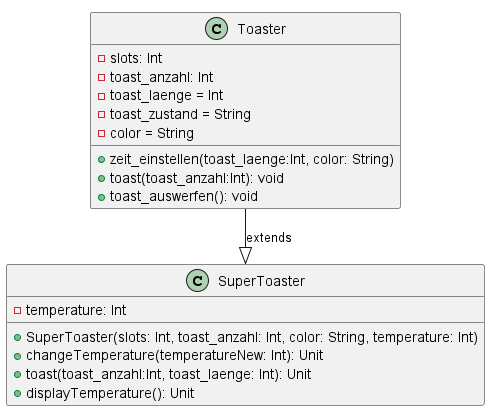 C Toaster
slots: Int
toast_anzahl: Int
toast_laenge = Int
toast_zustand = String
color = String
zeit_einstellen(toast_laenge:Int, color: String)
toast(toast_anzahl:Int): void
toast_auswerfen(): void
extends
C SuperToaster
temperature: Int
SuperToaster(slots: Int, toast_anzahl: Int, color: String, temperature: Int)
changeTemperature(temperatureNew: Int): Unit
toast(toast_anzahl:Int, toast_laenge: Int): Unit
displayTemperature(): Unit